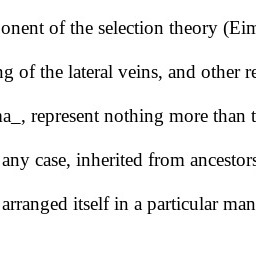 onent of the selection theory (Eim
ng of the lateral veins, and other re
na_, represent nothing more than t
any case, inherited from ancestors
arranged itself in a particular man